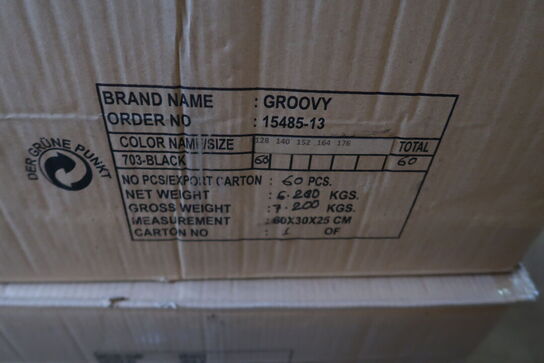 DER GRÜNE PUNKT
BRAND NAME : GROOVY
ORDER NO : 15485-13
COLOR NAME/SIZE 128 140 152 164 176 TOTAL
703-BLACK 60 60
NO PCS/EXPORT CARTON : 60 PCS.
NET WEIGHT : 6.200 KGS.
GROSS WEIGHT : 7.200 KGS.
MEASUREMENT : 60X30X25 CM
CARTON NO : 1 OF